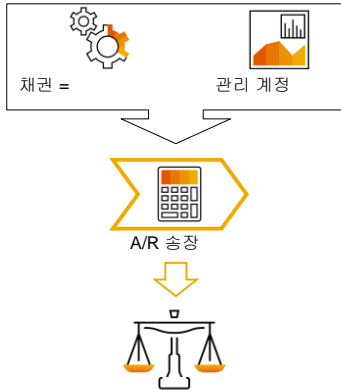 채권 =
관리 계정
A/R 송장